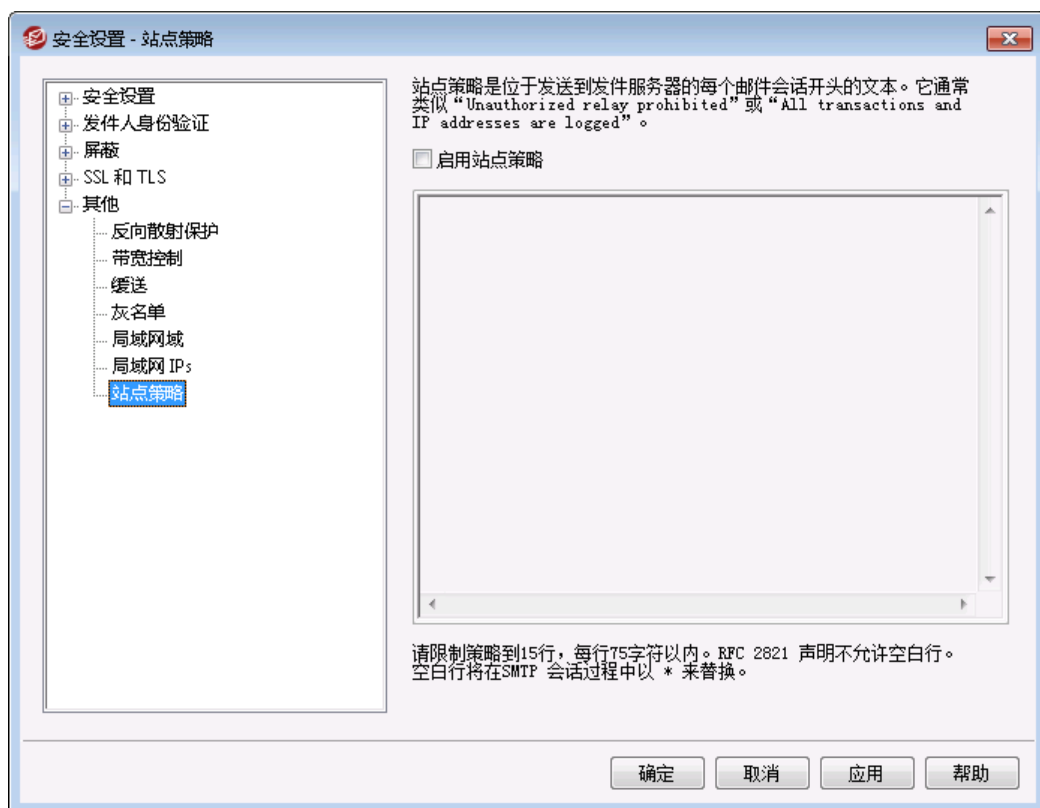 安全设置 - 站点策略
安全设置
发件人身份验证
屏蔽
SSL 和 TLS
其他
反向散射保护
带宽控制
缓送
灰名单
局域网域
局域网 IPs
站点策略
站点策略是位于发送到发件服务器的每个邮件会话开头的文本。它通常
类似“Unauthorized relay prohibited”或“All transactions and
IP addresses are logged”。
启用站点策略
请限制策略到15行，每行75字符以内。RFC 2821 声明不允许空白行。
空白行将在SMTP 会话过程中以 * 来替换。
确定
取消
应用
帮助